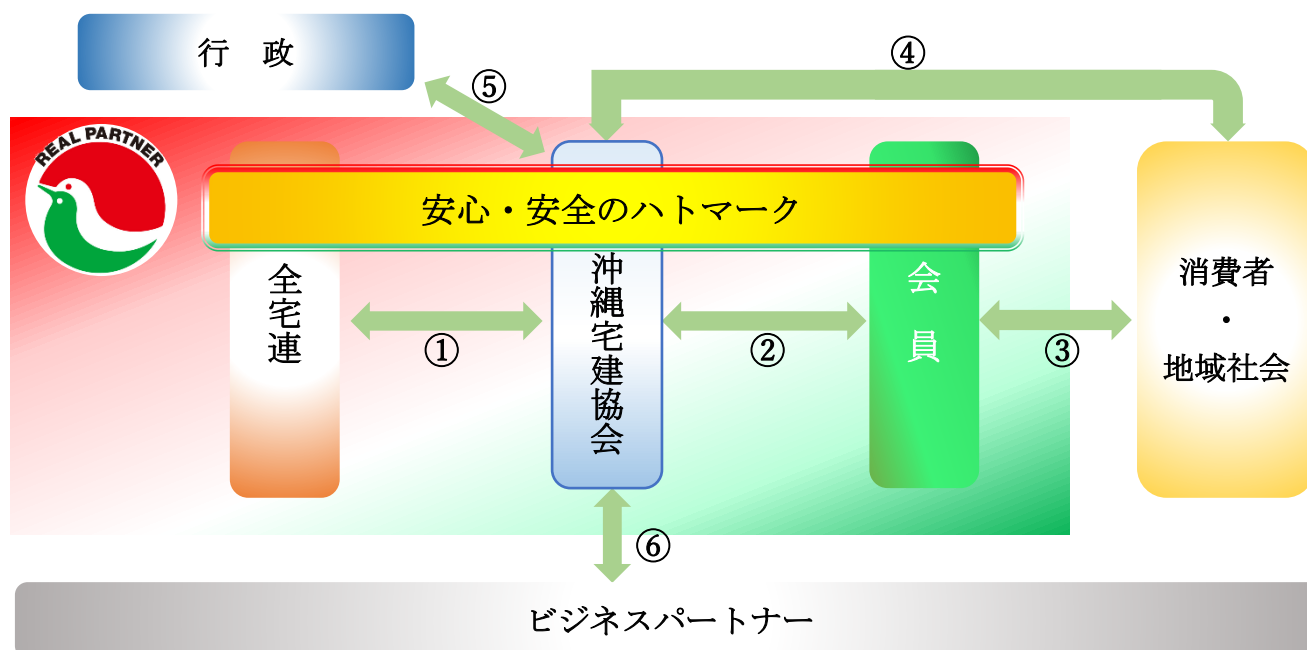 行 政
④
⑤
REAL PARTNER
安心・安全のハトマーク
全宅連
沖縄宅建協会
会員
消費者
・
地域社会
①
②
③
⑥
ビジネスパートナー